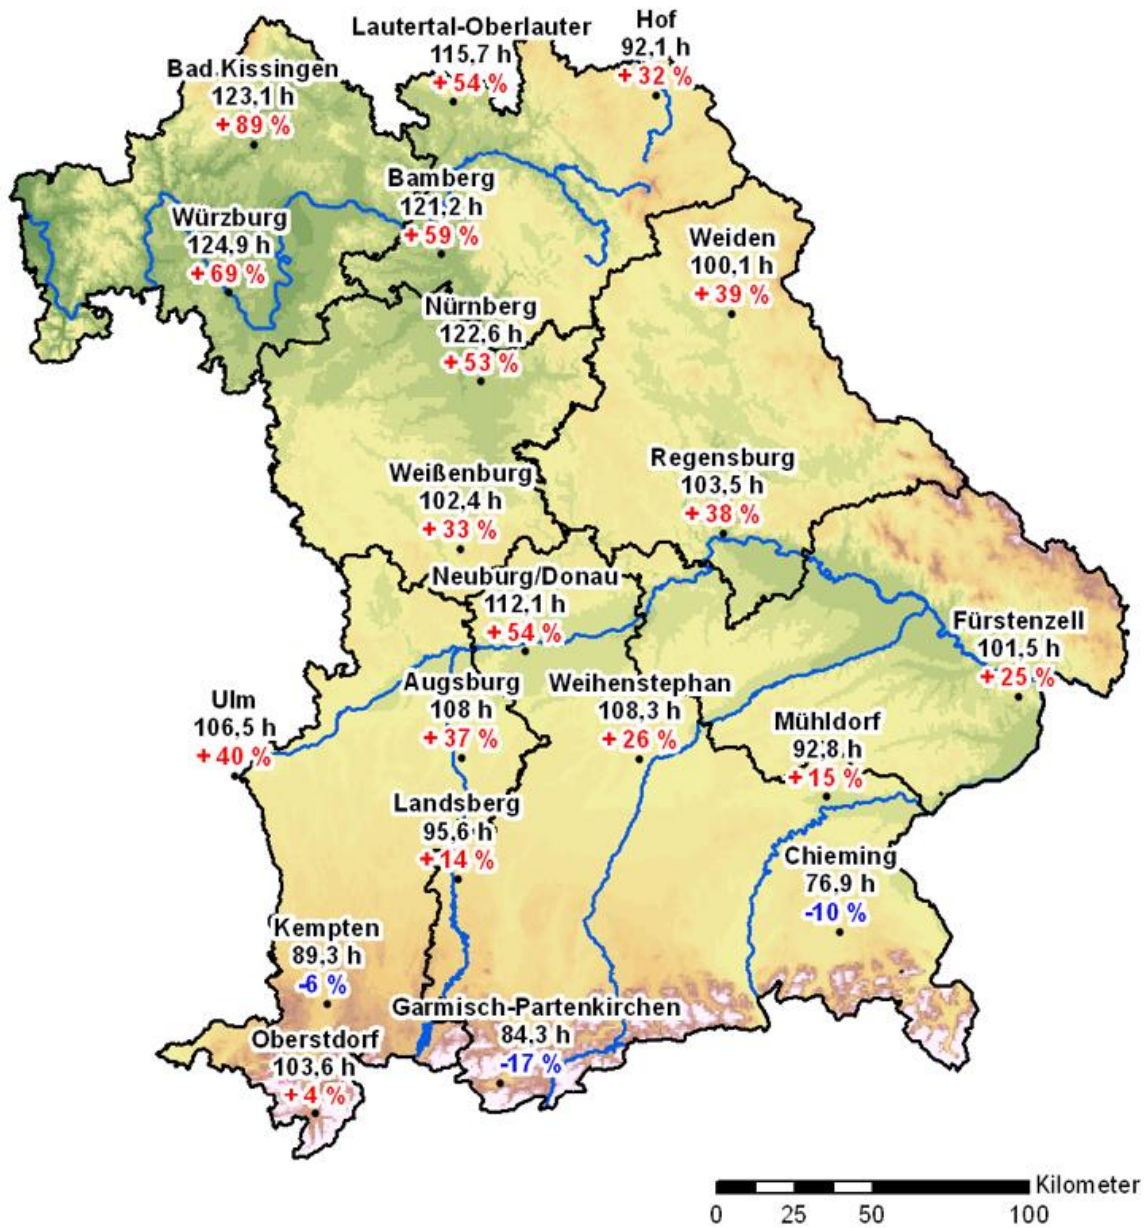 Lautertal-Oberlauter
115,7 h
+ 54 %
Hof
92,1 h
+ 32 %
Bad Kissingen
123,1 h
+ 89 %
Bamberg
121,2 h
+ 59 %
Würzburg
124,9 h
+ 69 %
Weiden
100,1 h
+ 39 %
Nürnberg
122,6 h
+ 53 %
Weißenburg
102,4 h
+ 33 %
Regensburg
103,5 h
+ 38 %
Neuburg/Donau
112,1 h
+ 54 %
Fürstenzell
101,5 h
+ 25 %
Augsburg
108 h
+ 37 %
Weihenstephan
108,3 h
+ 26 %
Ulm
106,5 h
+ 40 %
Mühldorf
92,8 h
+ 15 %
Landsberg
95,6 h
+ 14 %
Chieming
76,9 h
-10 %
Kempten
89,3 h
-6 %
Garmisch-Partenkirchen
84,3 h
-17 %
Oberstdorf
103,6 h
+ 4 %
Kilometer
0 25 50 100